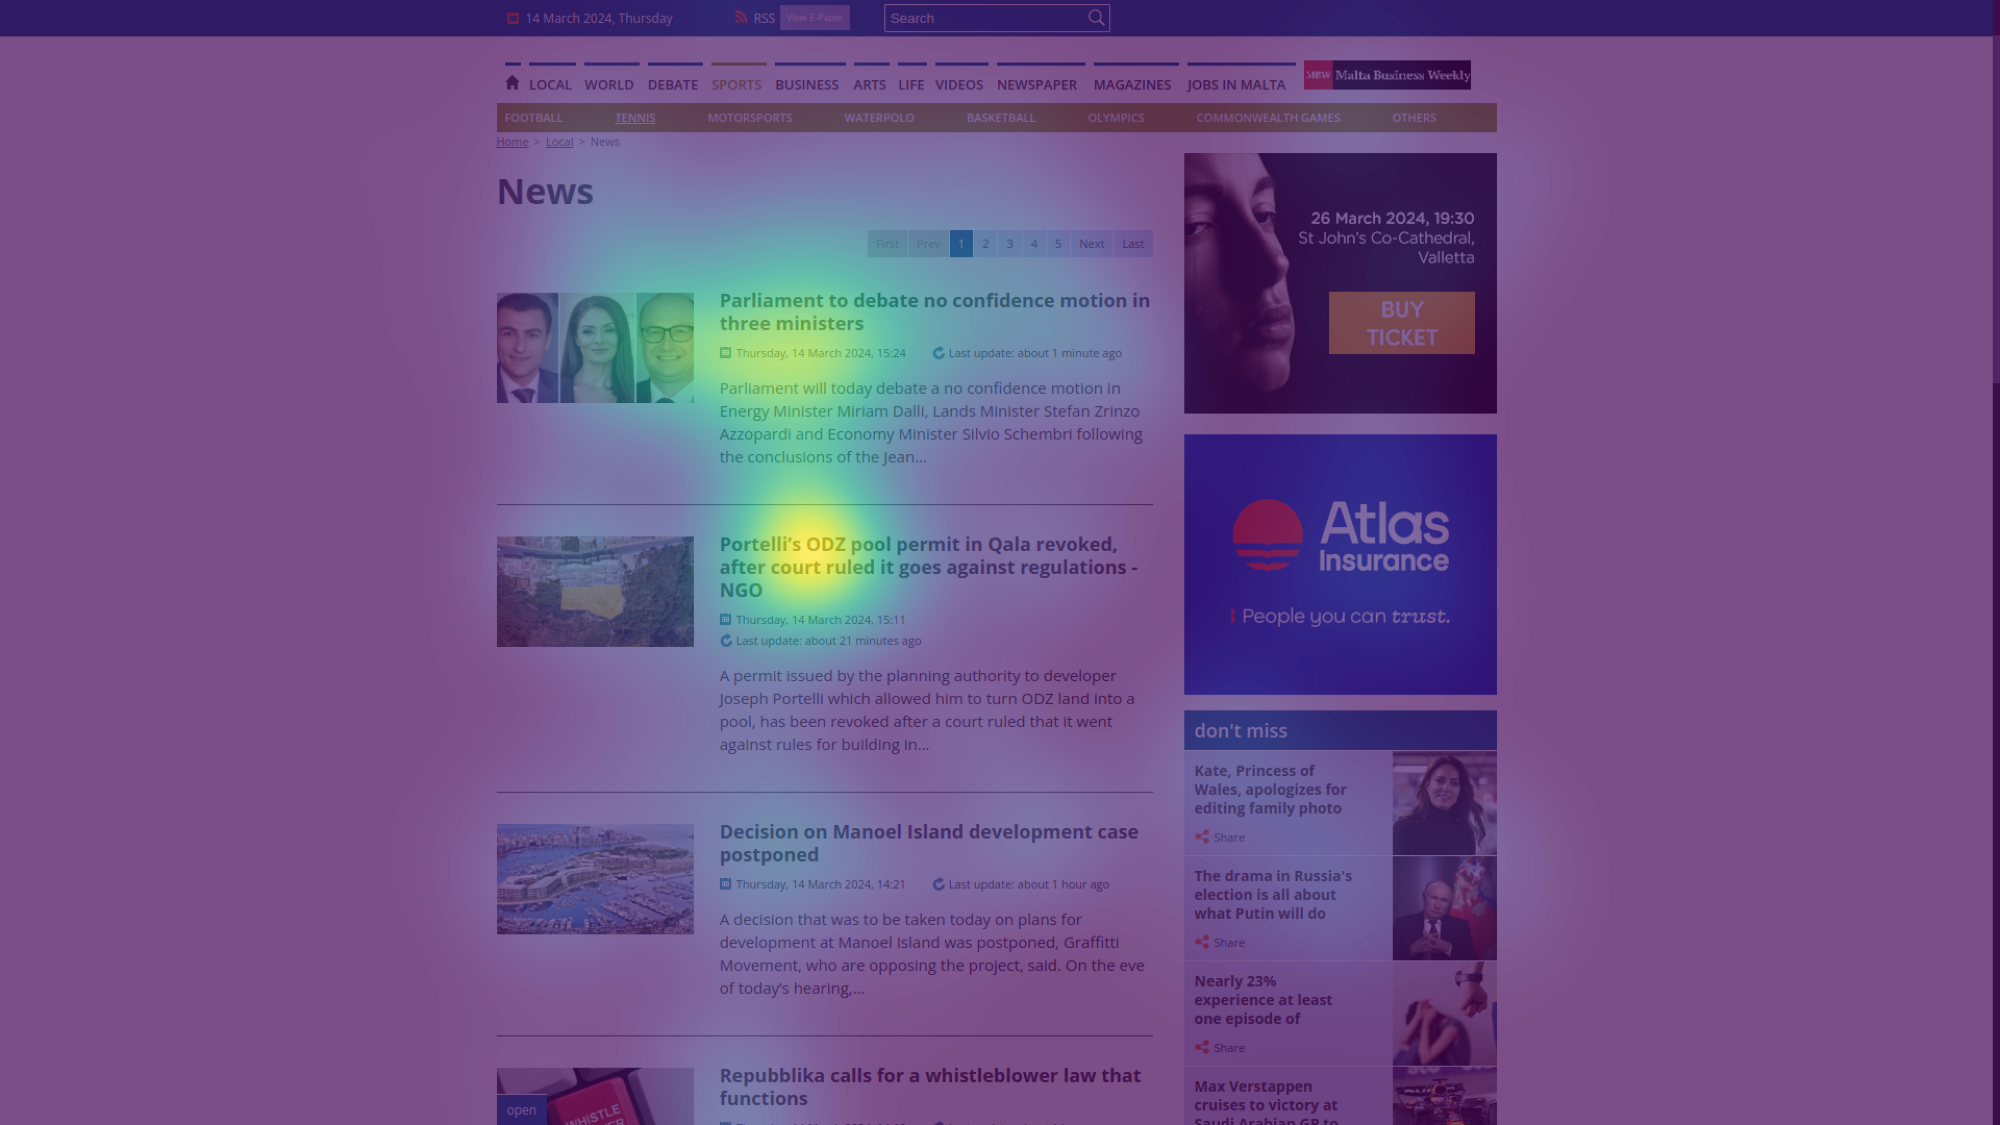 14 March 2024, Thursday
RSS
View E-Paper
Search
LOCAL WORLD DEBATE SPORTS BUSINESS ARTS LIFE VIDEOS NEWSPAPER MAGAZINES JOBS IN MALTA
MBW Malta Business Weekly
FOOTBALL TENNIS MOTORSPORTS WATERPOLO BASKETBALL OLYMPICS COMMONWEALTH GAMES OTHERS
Home > Local > News
News
First Prev 1 2 3 4 5 Next Last
Parliament to debate no confidence motion in
three ministers
Thursday, 14 March 2024, 15:24 Last update: about 1 minute ago
Parliament will today debate a no confidence motion in
Energy Minister Miriam Dalli, Lands Minister Stefan Zrinzo
Azzopardi and Economy Minister Silvio Schembri following
the conclusions of the Jean...
Portelli’s ODZ pool permit in Qala revoked,
after court ruled it goes against regulations -
NGO
Thursday, 14 March 2024, 15:11
Last update: about 21 minutes ago
A permit issued by the planning authority to developer
Joseph Portelli which allowed him to turn ODZ land into a
pool, has been revoked after a court ruled that it went
against rules for building in...
Decision on Manoel Island development case
postponed
Thursday, 14 March 2024, 14:21 Last update: about 1 hour ago
A decision that was to be taken today on plans for
development at Manoel Island was postponed, Graffitti
Movement, who are opposing the project, said. On the eve
of today’s hearing,...
Repubblika calls for a whistleblower law that
functions
open
WHISTLE
26 March 2024, 19:30
St John's Co-Cathedral,
Valletta
BUY
TICKET
Atlas
Insurance
People you can trust.
don't miss
Kate, Princess of
Wales, apologizes for
editing family photo
Share
The drama in Russia's
election is all about
what Putin will do
Share
Nearly 23%
experience at least
one episode of
Share
Max Verstappen
cruises to victory at
Saudi Arabian GP to